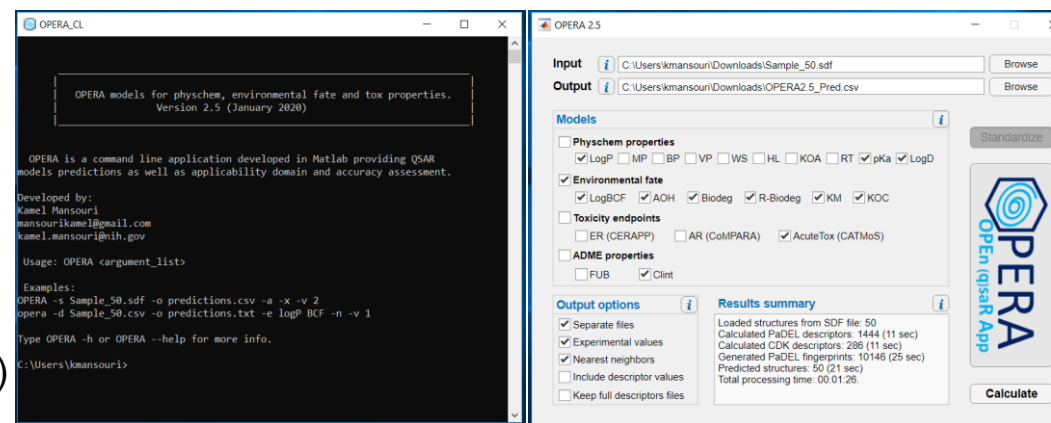 OPERA_CL
OPERA models for physchem, environmental fate and tox properties.
Version 2.5 (January 2020)
OPERA is a command line application developed in Matlab providing QSAR
models predictions as well as applicability domain and accuracy assessment.
Developed by:
Kamel Mansouri
mansourikamel@gmail.com
kamel.mansouri@nih.gov
Usage: OPERA <argument_list>
Examples:
OPERA -s Sample_50.sdf -o predictions.csv -a -x -v 2
opera -d Sample_50.csv -o predictions.txt -e logP BCF -n -v 1
Type OPERA -h or OPERA --help for more info.
C:\Users\kmansouri>
)
OPERA 2.5
Input i C:\Users\kmansouri\Downloads\Sample_50.sdf Browse
Output i C:\Users\kmansouri\Downloads\OPERA2.5_Pred.csv Browse
Models i
Physchem properties
LogP MP BP VP WS HL KOA RT pKa LogD
Environmental fate
LogBCF AOH Biodeg R-Biodeg KM KOC
Toxicity endpoints
ER (CERAPP) AR (CoMPARA) AcuteTox (CATMoS)
ADME properties
FUB Clint
Standardize
OPERA
OPEn (q)saR App
Output options i
Separate files
Experimental values
Nearest neighbors
Include descriptor values
Keep full descriptors files
Results summary i
Loaded structures from SDF file: 50
Calculated PaDEL descriptors: 1444 (11 sec)
Calculated CDK descriptors: 286 (11 sec)
Generated PaDEL fingerprints: 10146 (25 sec)
Predicted structures: 50 (21 sec)
Total processing time: 00:01:26.
Calculate